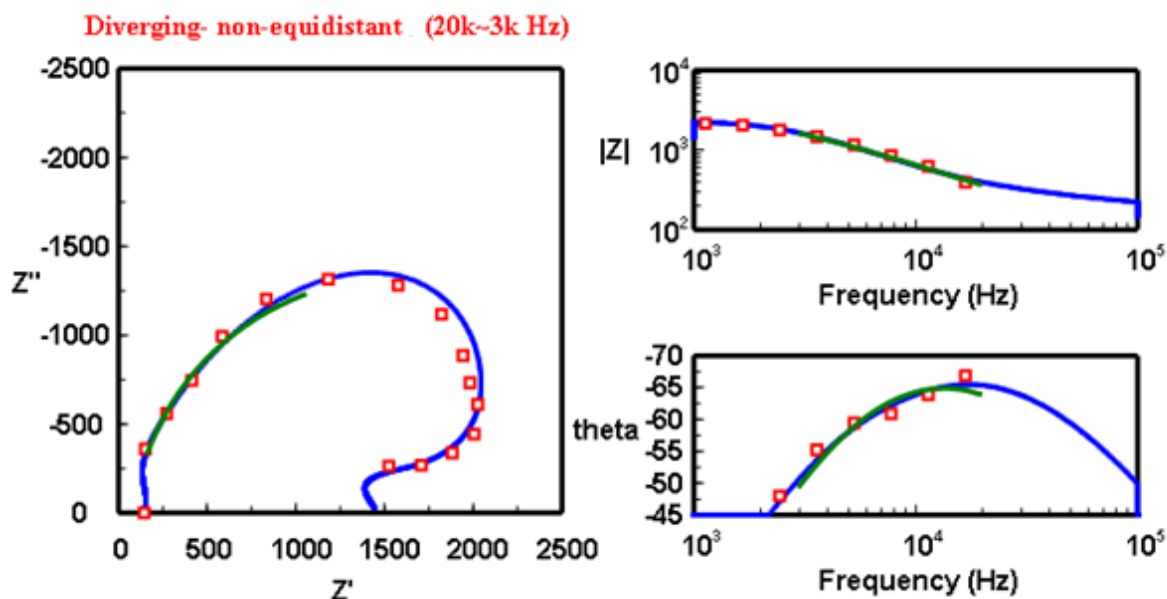 Diverging- non-equidistant (20k~3k Hz)
-2500
-2000
-1500
-1000
-500
0
Z''
0 500 1000 1500 2000 2500
Z'
10^4
10^3
10^2
|Z|
10^3 10^4 10^5
Frequency (Hz)
-70
-65
-60
-55
-50
-45
theta
10^3 10^4 10^5
Frequency (Hz)